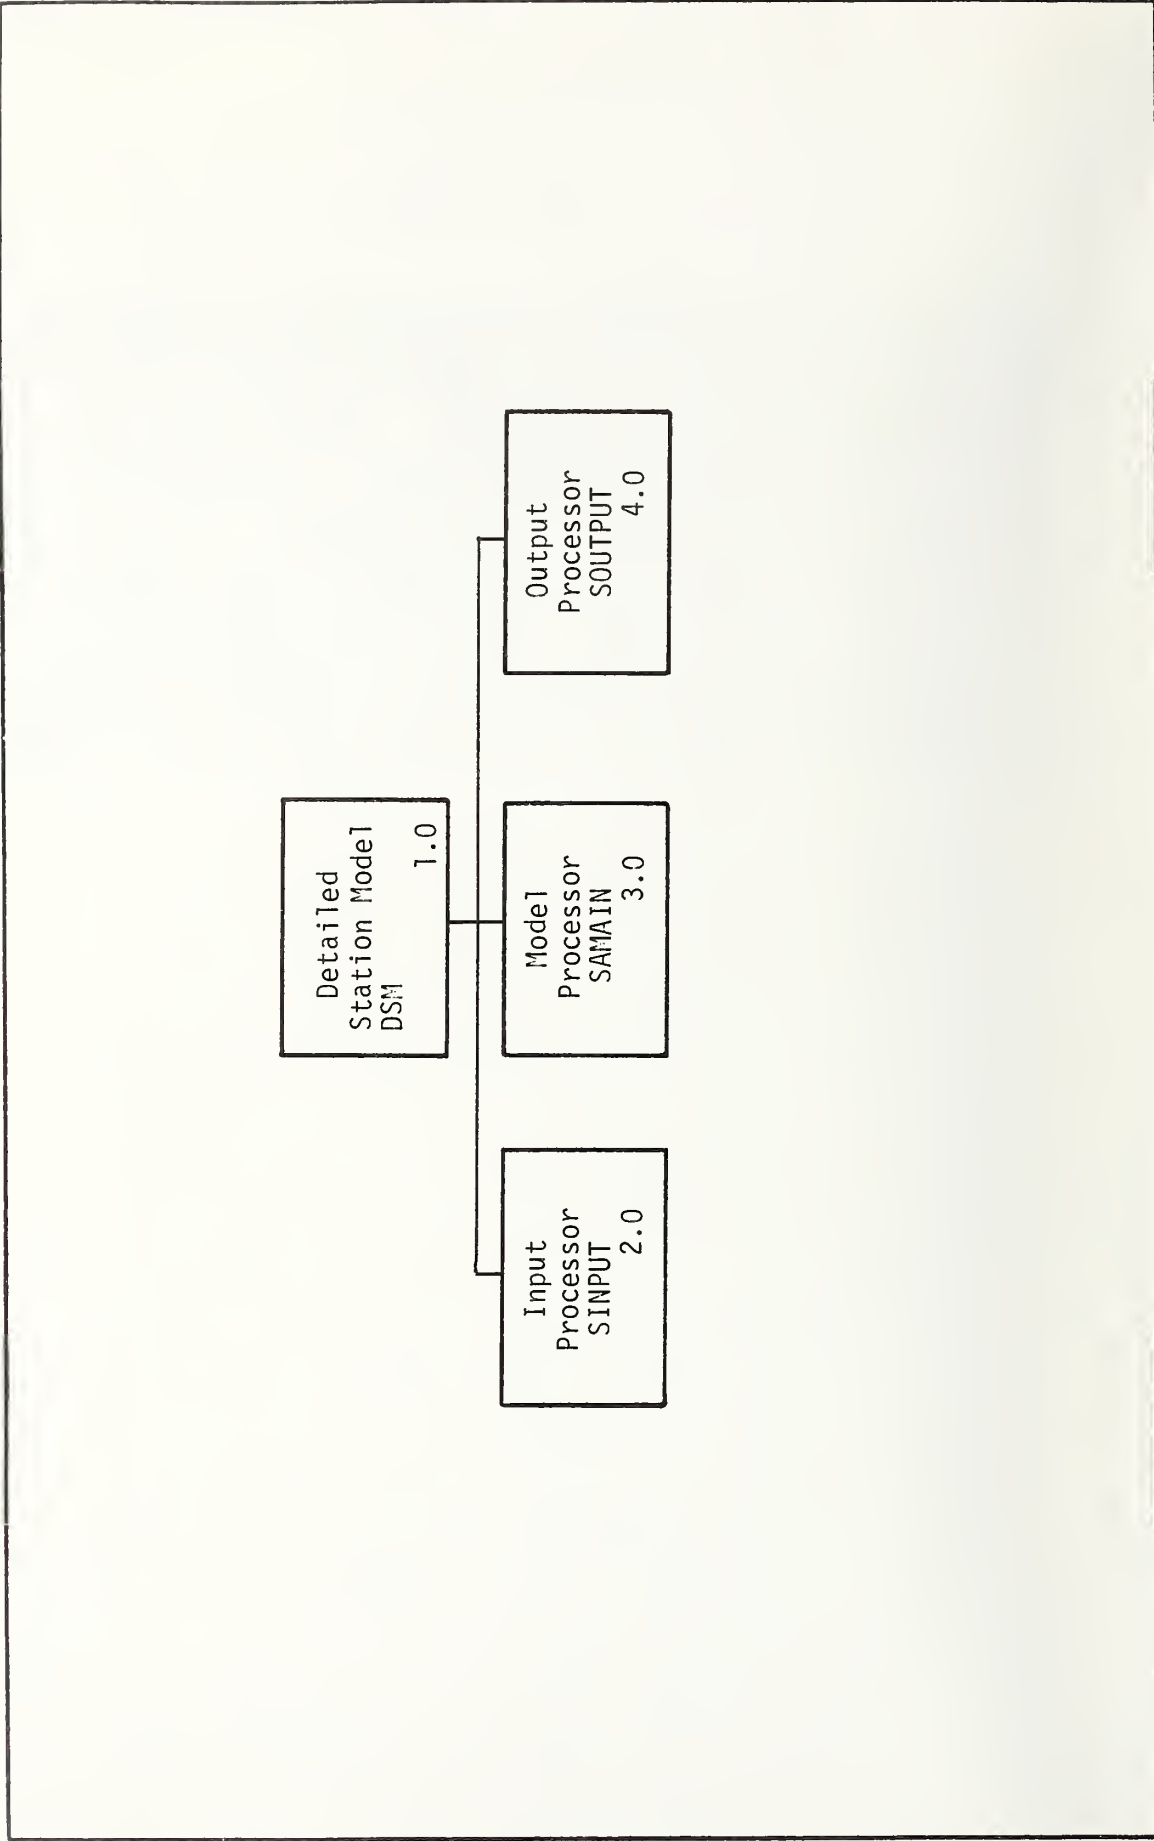 Detailed
Station Model
DSM
1.0
Input
Processor
SINPUT
2.0
Model
Processor
SAMAIN
3.0
Output
Processor
SOUTPUT
4.0